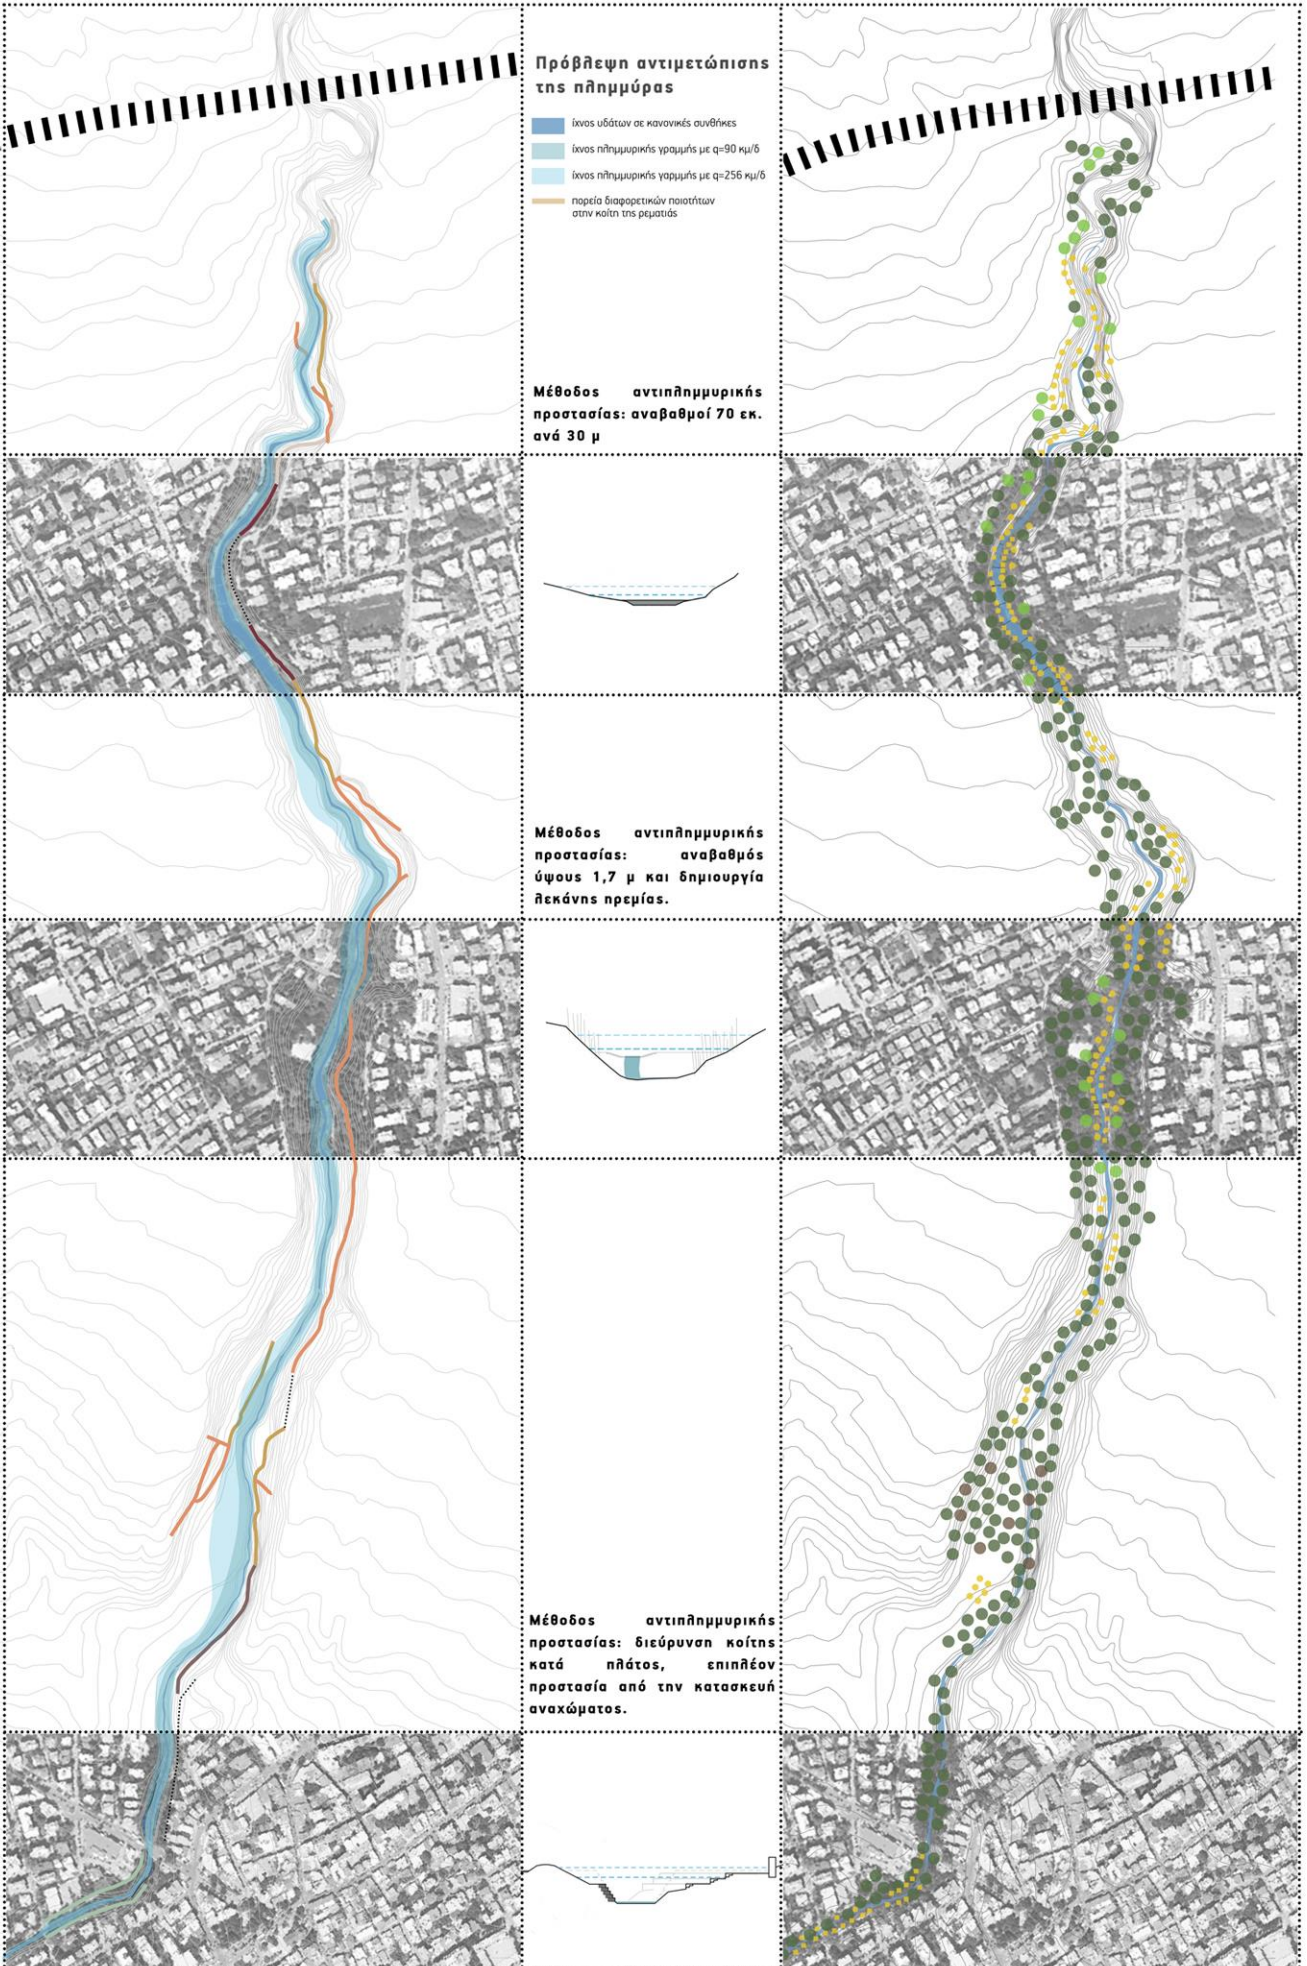 Πρόβλεψη αντιμετώπισης
της πλημμύρας
ίχνος υδάτων σε κανονικές συνθήκες
ίχνος πλημμυρικής γραμμής με q=90 κμ/δ
ίχνος πλημμυρικής γαρμμής με q=256 κμ/δ
πορεία διαφορετικών ποιοτήτων
στην κοίτη της ρεματιάς
Μέθοδος αντιπλημμυρικής
προστασίας: αναβαθμοί 70 εκ.
ανά 30 μ
Μέθοδος αντιπλημμυρικής
προστασίας: αναβαθμός
ύψους 1,7 μ και δημιουργία
λεκάνης ηρεμίας.
Μέθοδος αντιπλημμυρικής
προστασίας: διεύρυνση κοίτης
κατά πλάτος, επιπλέον
προστασία από την κατασκευή
αναχώματος.